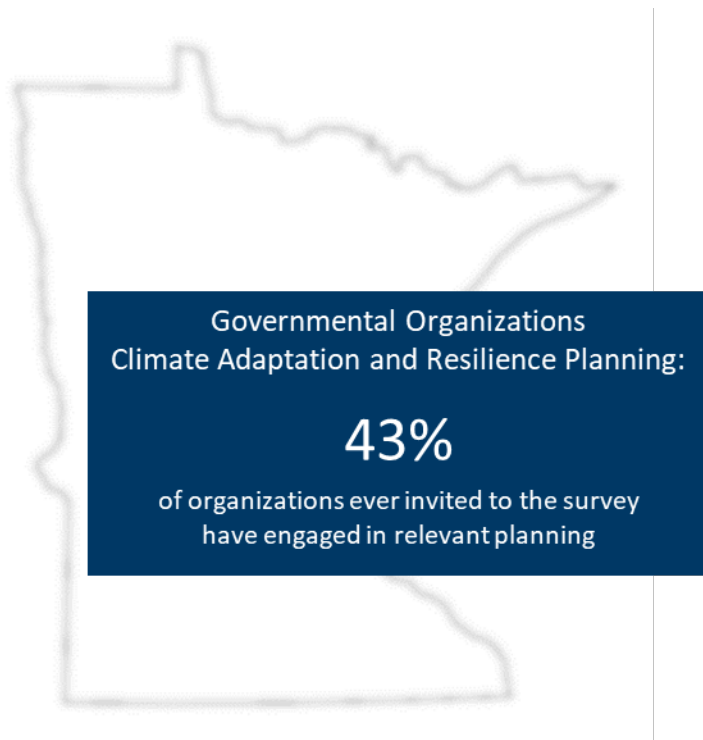 Governmental Organizations
Climate Adaptation and Resilience Planning:
43%
of organizations ever invited to the survey
have engaged in relevant planning